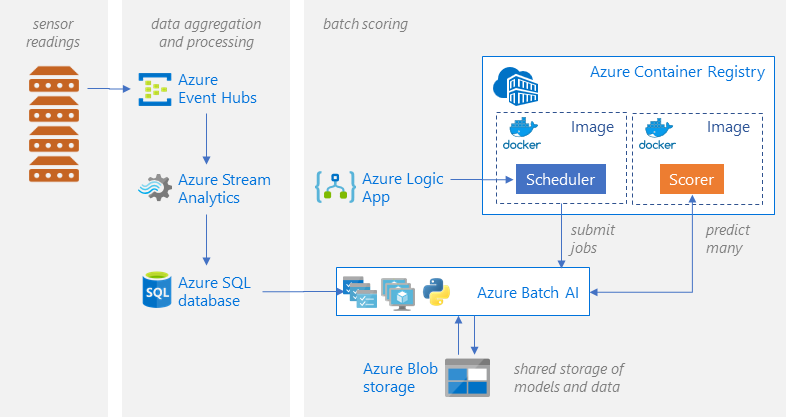 sensor
readings
data aggregation
and processing
batch scoring
Azure
Event Hubs
Azure Stream
Analytics
SQL
Azure SQL
database
Azure Logic
App
Azure Container Registry
docker
Image
Scheduler
docker
Image
Scorer
submit
jobs
predict
many
Azure Batch AI
Azure Blob
storage
shared storage of
models and data